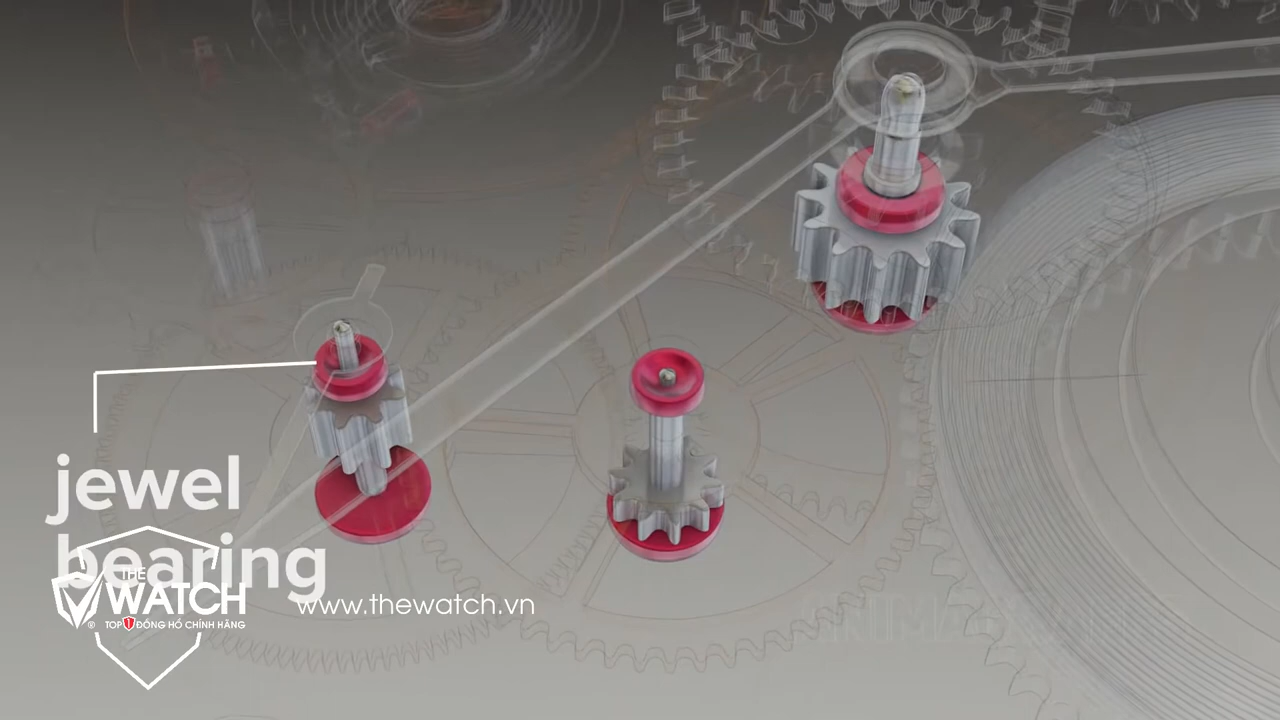 jewel
bearing
THE
WATCH
® TOP 1 ĐỒNG HỒ CHÍNH HÃNG
www.thewatch.vn